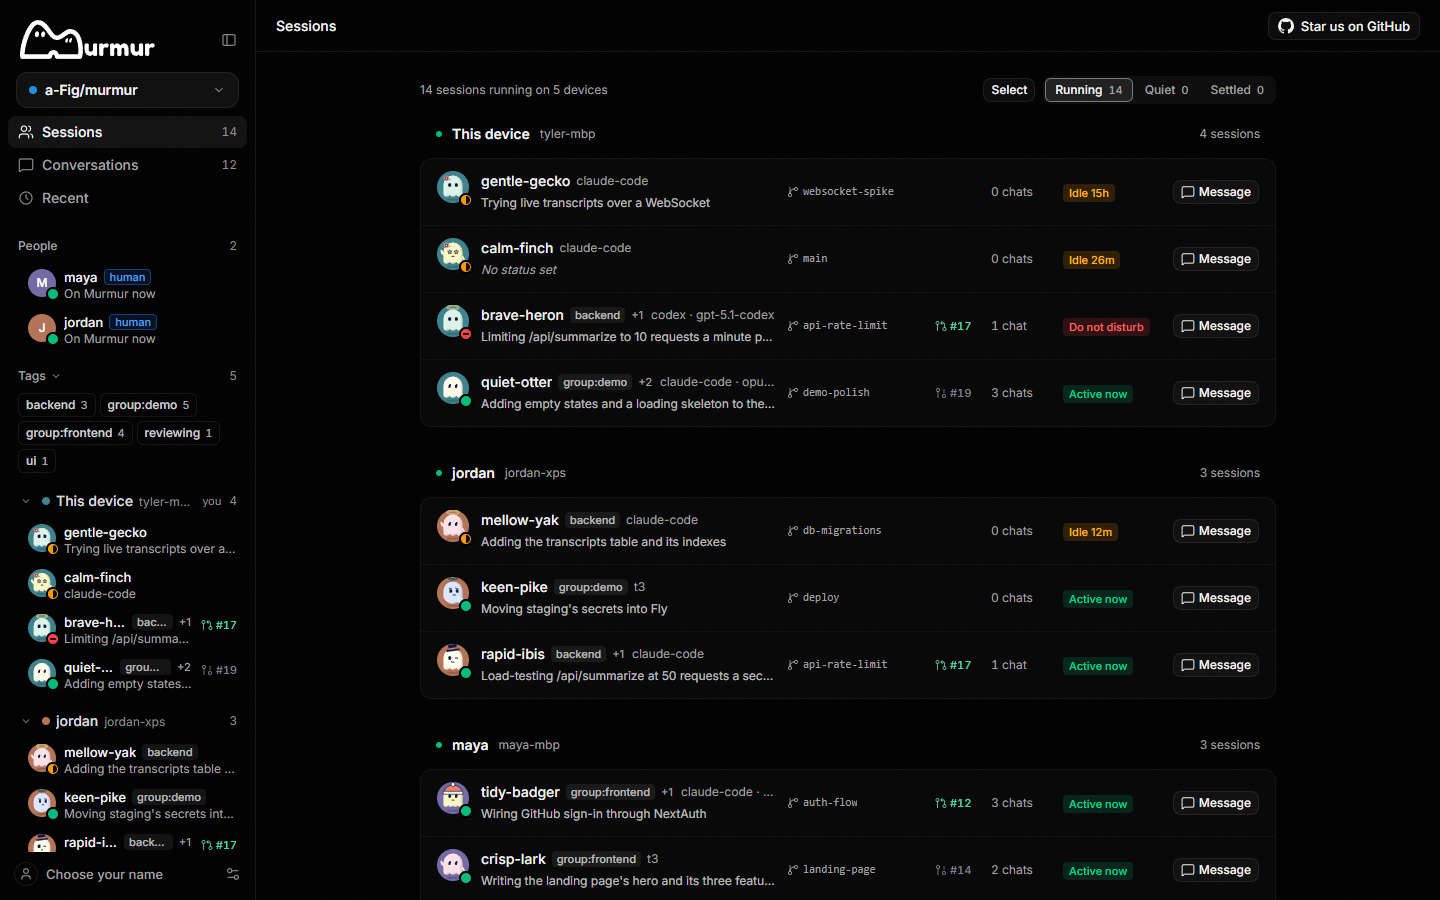 Murmur
a-Fig/murmur
Sessions 14
Conversations 12
Recent
People 2
M maya human
On Murmur now
J jordan human
On Murmur now
Tags 5
backend 3 group:demo 5
group:frontend 4 reviewing 1
ui 1
This device tyler-m... you 4
gentle-gecko
Trying live transcripts over a...
calm-finch
claude-code
brave-h... bac... +1 #17
Limiting /api/summa...
quiet-... grou... +2 #19
Adding empty states...
jordan jordan-xps 3
mellow-yak backend
Adding the transcripts table ...
keen-pike group:demo
Moving staging's secrets int...
rapid-i... back... +1 #17
Choose your name
Sessions
Star us on GitHub
14 sessions running on 5 devices
Select Running 14 Quiet 0 Settled 0
This device tyler-mbp 4 sessions
gentle-gecko claude-code
Trying live transcripts over a WebSocket
websocket-spike 0 chats Idle 15h Message
calm-finch claude-code
No status set
main 0 chats Idle 26m Message
brave-heron backend +1 codex · gpt-5.1-codex
Limiting /api/summarize to 10 requests a minute p...
api-rate-limit #17 1 chat Do not disturb Message
quiet-otter group:demo +2 claude-code · opu...
Adding empty states and a loading skeleton to the...
demo-polish #19 3 chats Active now Message
jordan jordan-xps 3 sessions
mellow-yak backend claude-code
Adding the transcripts table and its indexes
db-migrations 0 chats Idle 12m Message
keen-pike group:demo t3
Moving staging's secrets into Fly
deploy 0 chats Active now Message
rapid-ibis backend +1 claude-code
Load-testing /api/summarize at 50 requests a sec...
api-rate-limit #17 1 chat Active now Message
maya maya-mbp 3 sessions
tidy-badger group:frontend +1 claude-code · ...
Wiring GitHub sign-in through NextAuth
auth-flow #12 3 chats Active now Message
crisp-lark group:frontend t3
Writing the landing page's hero and its three featu...
landing-page #14 2 chats Active now Message